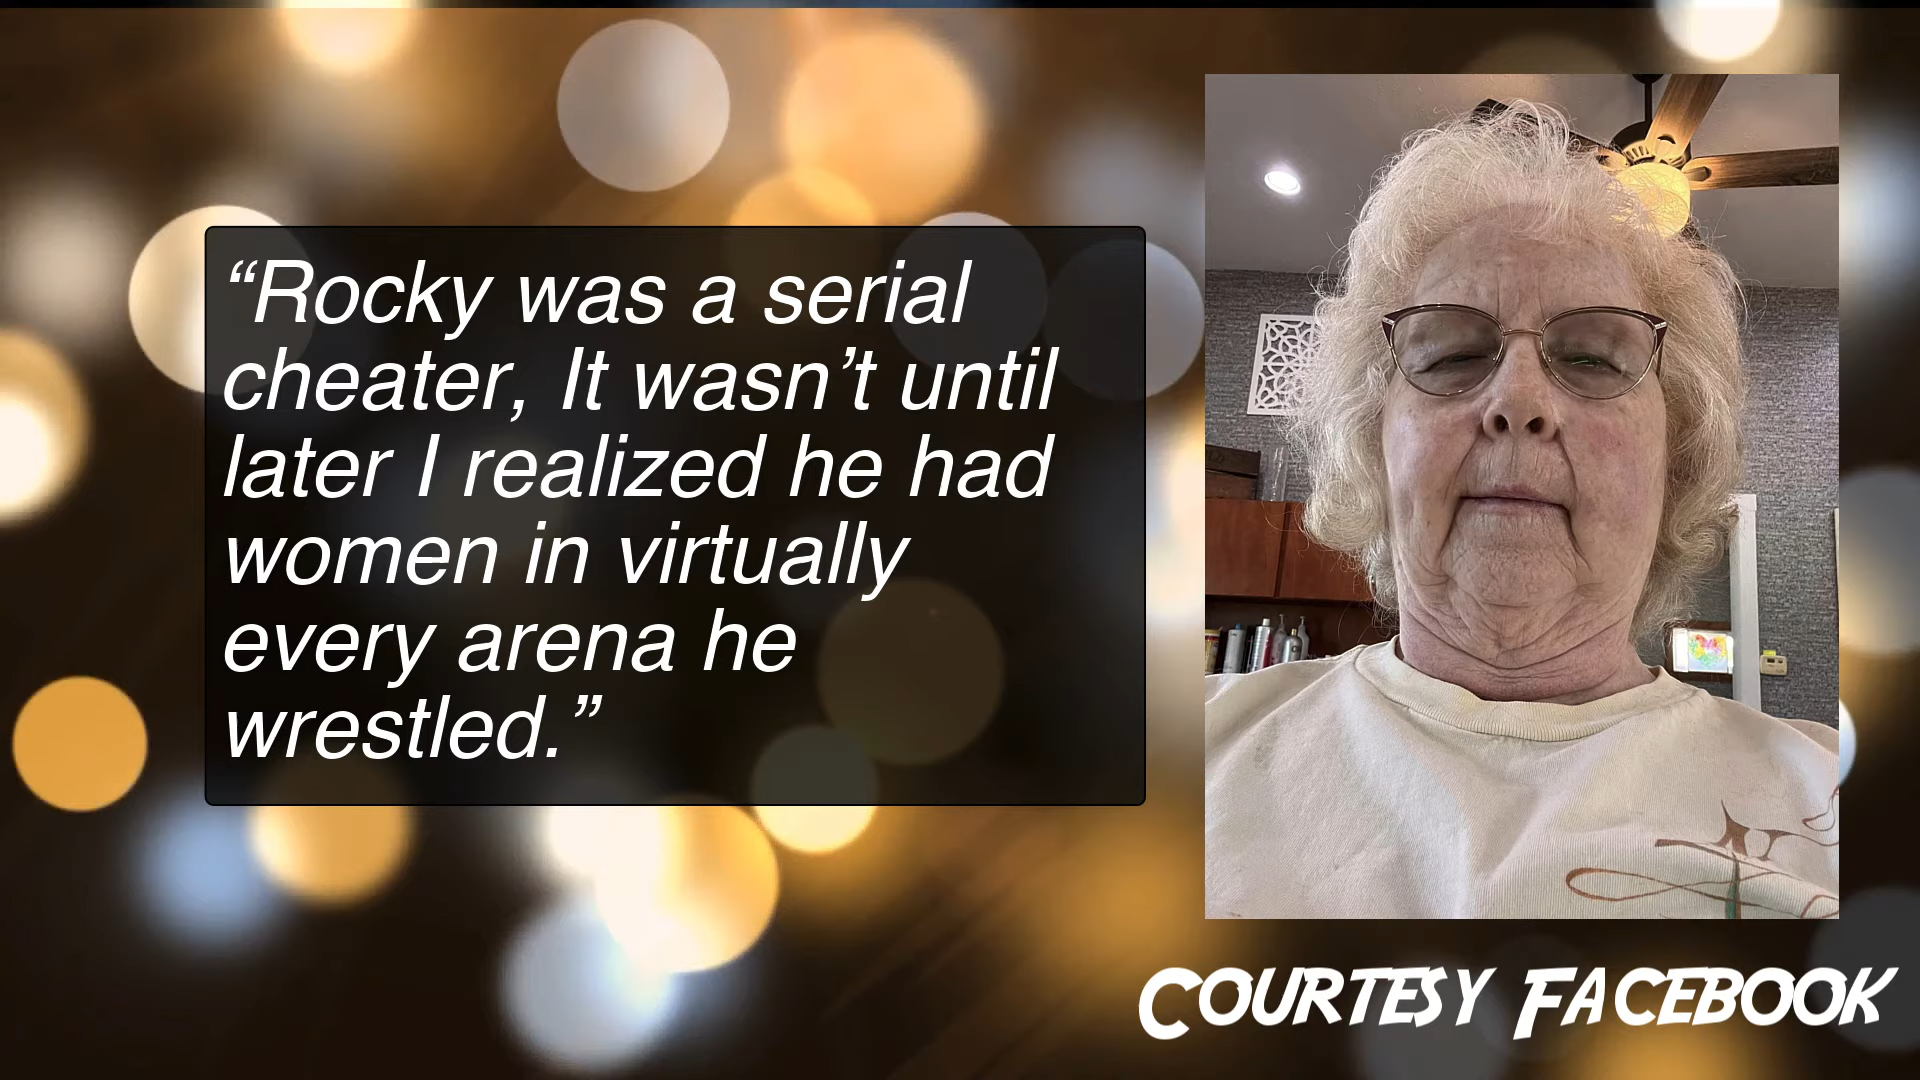 “Rocky was a serial
cheater, It wasn’t until
later I realized he had
women in virtually
every arena he
wrestled.”
Courtesy Facebook